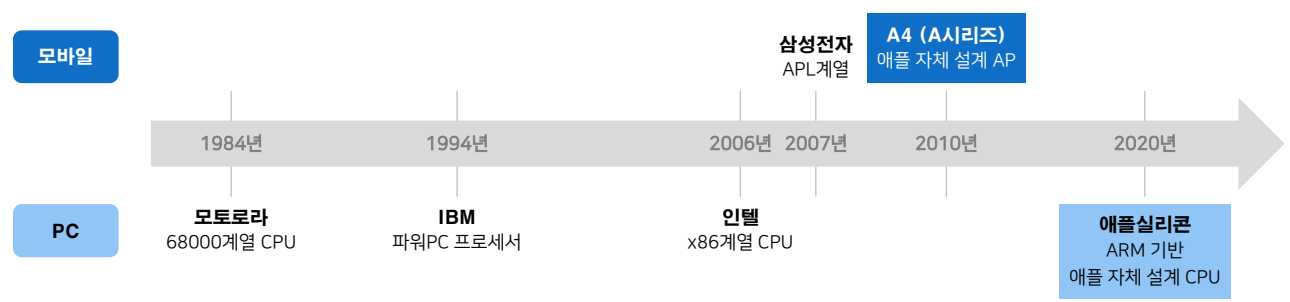 모바일
삼성전자
APL계열
A4 (A시리즈)
애플 자체 설계 AP
1984년
1994년
2006년
2007년
2010년
2020년
PC
모토로라
68000계열 CPU
IBM
파워PC 프로세서
인텔
x86계열 CPU
애플실리콘
ARM 기반
애플 자체 설계 CPU